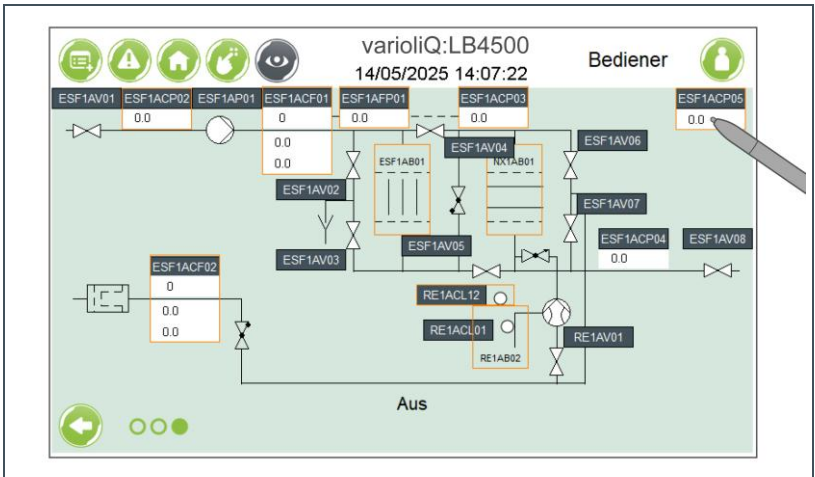 varioliQ:LB4500
14/05/2025 14:07:22
Bediener
ESF1AV01
ESF1ACP02
0.0
ESF1AP01
ESF1ACF01
0
0.0
0.0
ESF1AFP01
0.0
ESF1ACP03
0.0
ESF1ACP05
0.0
ESF1AV04
ESF1AV06
ESF1AB01
NX1AB01
ESF1AV02
ESF1AV07
ESF1AV03
ESF1AV05
ESF1ACP04
0.0
ESF1AV08
ESF1ACF02
0
0.0
0.0
RE1ACL12
RE1ACL01
RE1AV01
RE1AB02
Aus